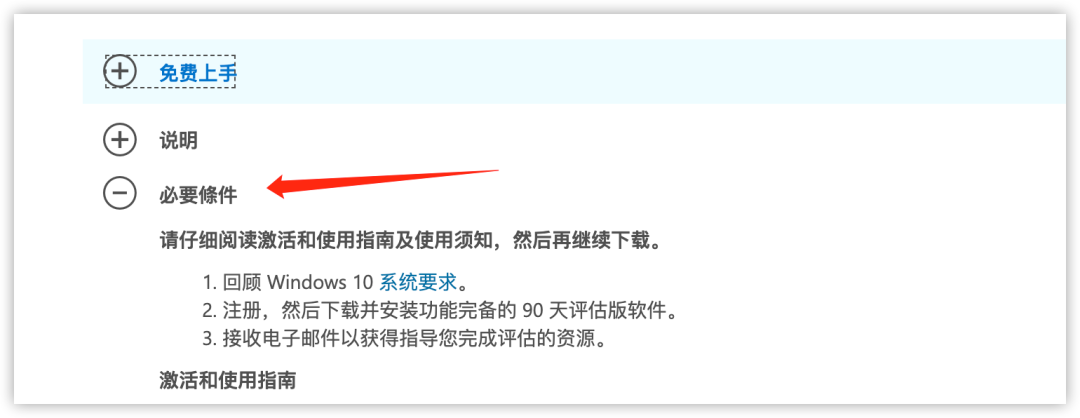 免费上手
说明
必要條件
请仔细阅读激活和使用指南及使用须知，然后再继续下载。
1. 回顾 Windows 10 系统要求。
2. 注册，然后下载并安装功能完备的 90 天评估版软件。
3. 接收电子邮件以获得指导您完成评估的资源。
激活和使用指南